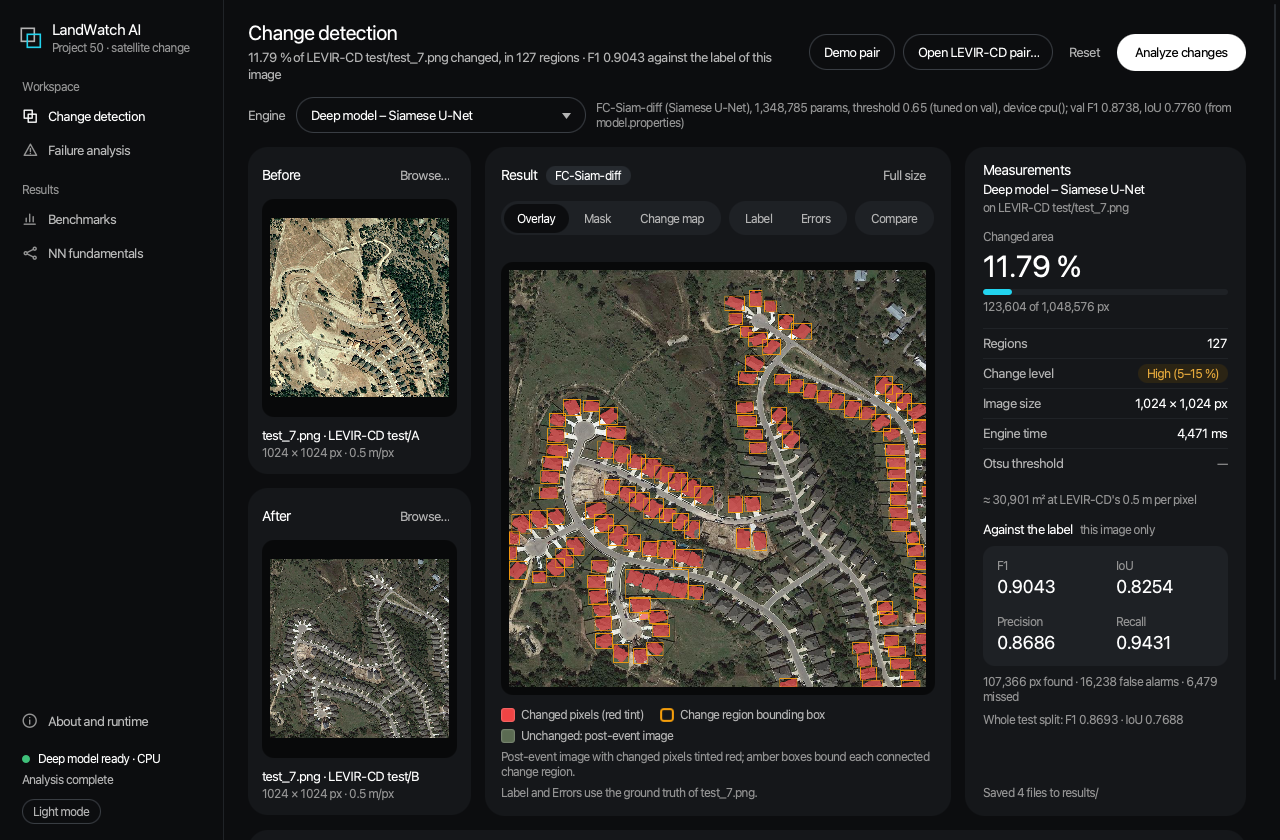 LandWatch AI
Project 50 · satellite change
Workspace
Change detection
Failure analysis
Results
Benchmarks
NN fundamentals
About and runtime
Deep model ready · CPU
Analysis complete
Light mode
Change detection
11.79 % of LEVIR-CD test/test_7.png changed, in 127 regions · F1 0.9043 against the label of this
image
Demo pair
Open LEVIR-CD pair...
Reset
Analyze changes
Engine
Deep model – Siamese U-Net
FC-Siam-diff (Siamese U-Net), 1,348,785 params, threshold 0.65 (tuned on val), device cpu(); val F1 0.8738, IoU 0.7760 (from
model.properties)
Before
Browse...
test_7.png · LEVIR-CD test/A
1024 × 1024 px · 0.5 m/px
After
Browse...
test_7.png · LEVIR-CD test/B
1024 × 1024 px · 0.5 m/px
Result
FC-Siam-diff
Full size
Overlay
Mask
Change map
Label
Errors
Compare
Changed pixels (red tint)
Change region bounding box
Unchanged: post-event image
Post-event image with changed pixels tinted red; amber boxes bound each connected
change region.
Label and Errors use the ground truth of test_7.png.
Measurements
Deep model – Siamese U-Net
on LEVIR-CD test/test_7.png
Changed area
11.79 %
123,604 of 1,048,576 px
Regions 127
Change level High (5–15 %)
Image size 1,024 × 1,024 px
Engine time 4,471 ms
Otsu threshold —
≈ 30,901 m² at LEVIR-CD's 0.5 m per pixel
Against the label this image only
F1 IoU
0.9043 0.8254
Precision Recall
0.8686 0.9431
107,366 px found · 16,238 false alarms · 6,479
missed
Whole test split: F1 0.8693 · IoU 0.7688
Saved 4 files to results/